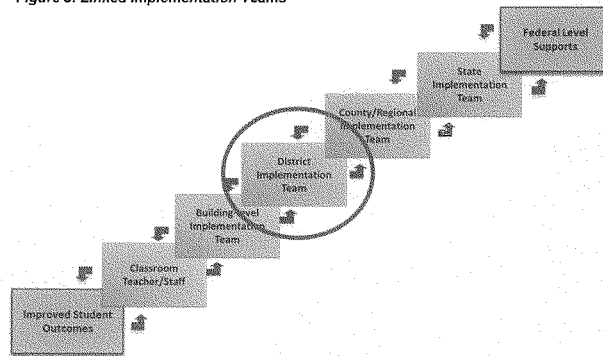 Figure 3. Linked Implementation Teams
Federal Level
Supports
State
Implementation
Team
County/Regional
Implementation
Team
District
Implementation
Team
Building-level
Implementation
Team
Classroom
Teacher/Staff
Improved Student
Outcomes